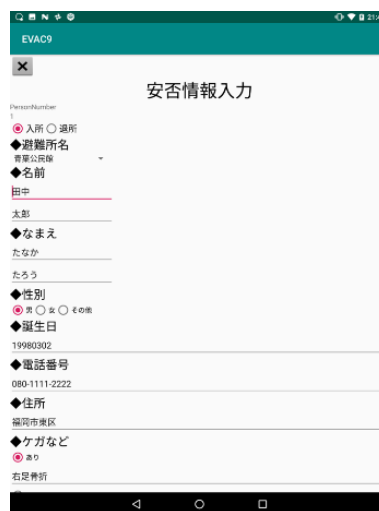 EVAC9
安否情報入力
PersonNumber
1
入所 退所
◆避難所名
青葉公民館
◆名前
田中
太郎
◆なまえ
たなか
たろう
◆性別
男 女 その他
◆誕生日
19980302
◆電話番号
080-1111-2222
◆住所
福岡市東区
◆ケガなど
あり
右足骨折